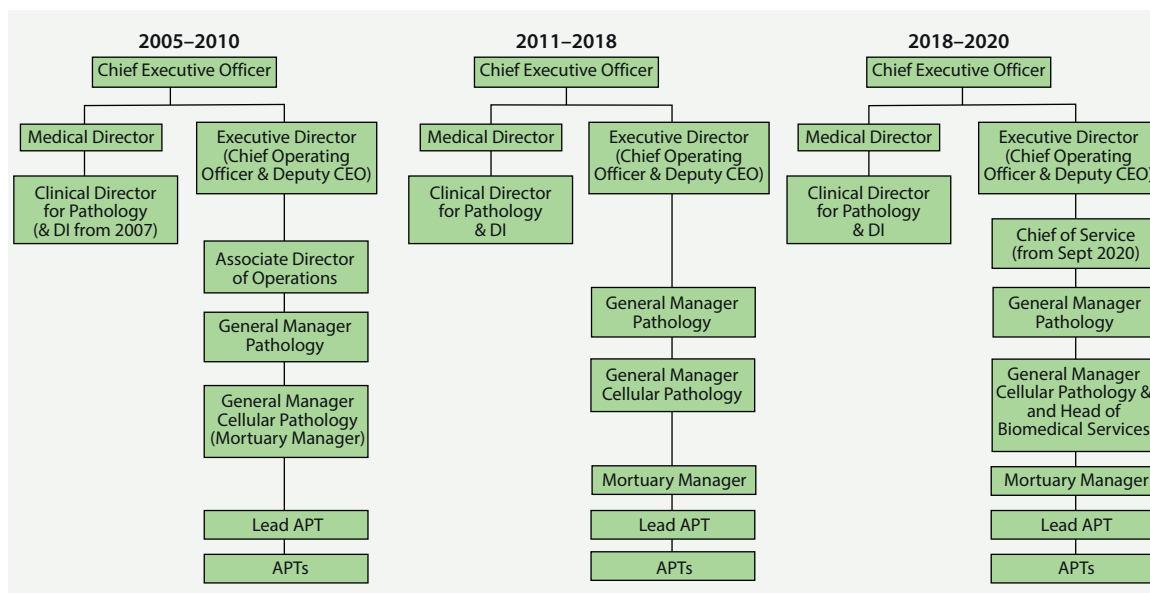 2005–2010
Chief Executive Officer
Medical Director
Clinical Director
for Pathology
(& DI from 2007)
Executive Director
(Chief Operating
Officer & Deputy CEO)
Associate Director
of Operations
General Manager
Pathology
General Manager
Cellular Pathology
(Mortuary Manager)
Lead APT
APTs
2011–2018
Chief Executive Officer
Medical Director
Clinical Director
for Pathology
& DI
Executive Director
(Chief Operating
Officer & Deputy CEO)
General Manager
Pathology
General Manager
Cellular Pathology
Mortuary Manager
Lead APT
APTs
2018–2020
Chief Executive Officer
Medical Director
Clinical Director
for Pathology
& DI
Executive Director
(Chief Operating
Officer & Deputy CEO)
Chief of Service
(from Sept 2020)
General Manager
Pathology
General Manager
Cellular Pathology &
and Head of
Biomedical Services
Mortuary Manager
Lead APT
APTs